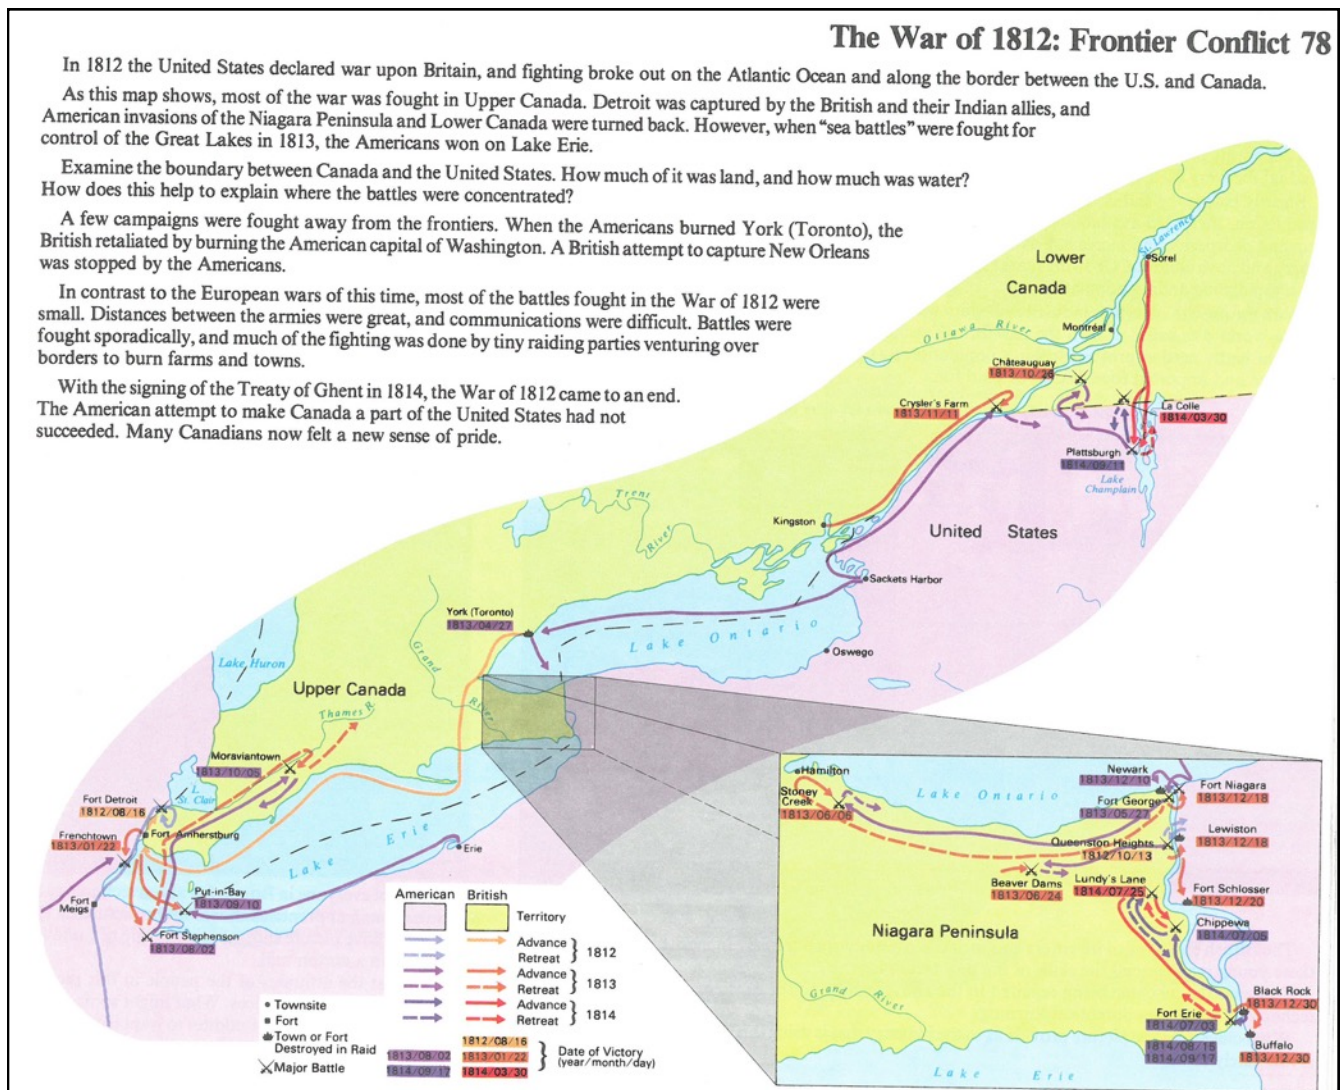 The War of 1812: Frontier Conflict 78
In 1812 the United States declared war upon Britain, and fighting broke out on the Atlantic Ocean and along the border between the U.S. and Canada.
As this map shows, most of the war was fought in Upper Canada. Detroit was captured by the British and their Indian allies, and
American invasions of the Niagara Peninsula and Lower Canada were turned back. However, when “sea battles” were fought for
control of the Great Lakes in 1813, the Americans won on Lake Erie.
Examine the boundary between Canada and the United States. How much of it was land, and how much was water?
How does this help to explain where the battles were concentrated?
A few campaigns were fought away from the frontiers. When the Americans burned York (Toronto), the
British retaliated by burning the American capital of Washington. A British attempt to capture New Orleans
was stopped by the Americans.
In contrast to the European wars of this time, most of the battles fought in the War of 1812 were
small. Distances between the armies were great, and communications were difficult. Battles were
fought sporadically, and much of the fighting was done by tiny raiding parties venturing over
borders to burn farms and towns.
With the signing of the Treaty of Ghent in 1814, the War of 1812 came to an end.
The American attempt to make Canada a part of the United States had not
succeeded. Many Canadians now felt a new sense of pride.
St. Lawrence
Sorel
Lower
Canada
Ottawa River
Montréal
Châteauguay
1813/10/26
Crysler's Farm
1813/11/11
La Colle
1814/03/30
Plattsburgh
1814/09/11
Lake
Champlain
Trent
River
Kingston
United States
Sackets Harbor
York (Toronto)
1813/04/27
Lake Ontario
Oswego
Grand
River
Lake Huron
Upper Canada
Thames R.
Moraviantown
1813/10/05
L.
St. Clair
Fort Detroit
1812/08/16
Frenchtown
1813/01/22
Fort Amherstburg
Lake Erie
Erie
Fort
Meigs
Put-in-Bay
1813/09/10
Fort Stephenson
1813/08/02
American British
Territory
Advance
Retreat
1812
Advance
Retreat
1813
Advance
Retreat
1814
Townsite
Fort
Town or Fort
Destroyed in Raid
Major Battle
1812/08/16
1813/08/02 1813/01/22
1814/09/17 1814/03/30
Date of Victory
(year/month/day)
Hamilton
Stoney
Creek
1813/06/06
Lake Ontario
Newark
1813/12/10
Fort George
1813/05/27
Fort Niagara
1813/12/18
Lewiston
1813/12/18
Queenston Heights
1812/10/13
Beaver Dams
1813/06/24
Lundy's Lane
1814/07/25
Fort Schlosser
1813/12/20
Chippewa
1814/07/05
Niagara Peninsula
Grand River
Black Rock
1813/12/30
Fort Erie
1814/07/03
1814/08/15
1814/09/17
Buffalo
1813/12/30
Lake Erie